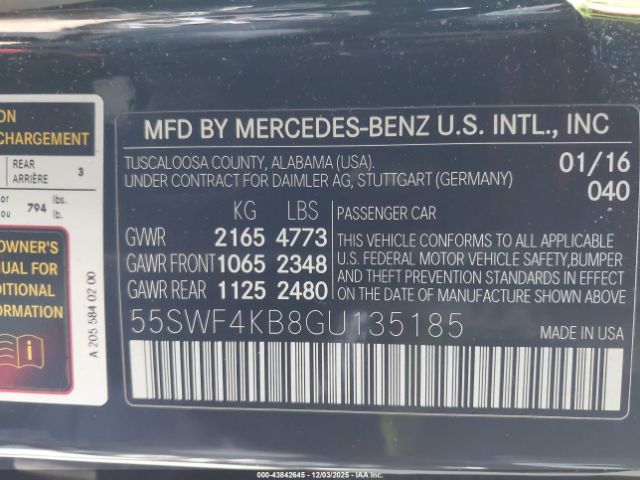 ON
CHARGEMENT
REAR
ARRIÈRE 3
or
ou 794 lbs.
lb.
OWNER'S
NUAL FOR
DITIONAL
ORMATION
A 205 584 02 00
MFD BY MERCEDES-BENZ U.S. INTL., INC
TUSCALOOSA COUNTY, ALABAMA (USA).
UNDER CONTRACT FOR DAIMLER AG, STUTTGART (GERMANY)
01/16
040
KG LBS
GVWR 2165 4773
GAWR FRONT 1065 2348
GAWR REAR 1125 2480
PASSENGER CAR
THIS VEHICLE CONFORMS TO ALL APPLICABLE
U.S. FEDERAL MOTOR VEHICLE SAFETY, BUMPER
AND THEFT PREVENTION STANDARDS IN EFFECT
ON THE DATE OF MANUFACTURE SHOWN ABOVE.
55SWF4KB8GU135185
MADE IN USA
000-43842645 - 12/03/2025 - IAA Inc.